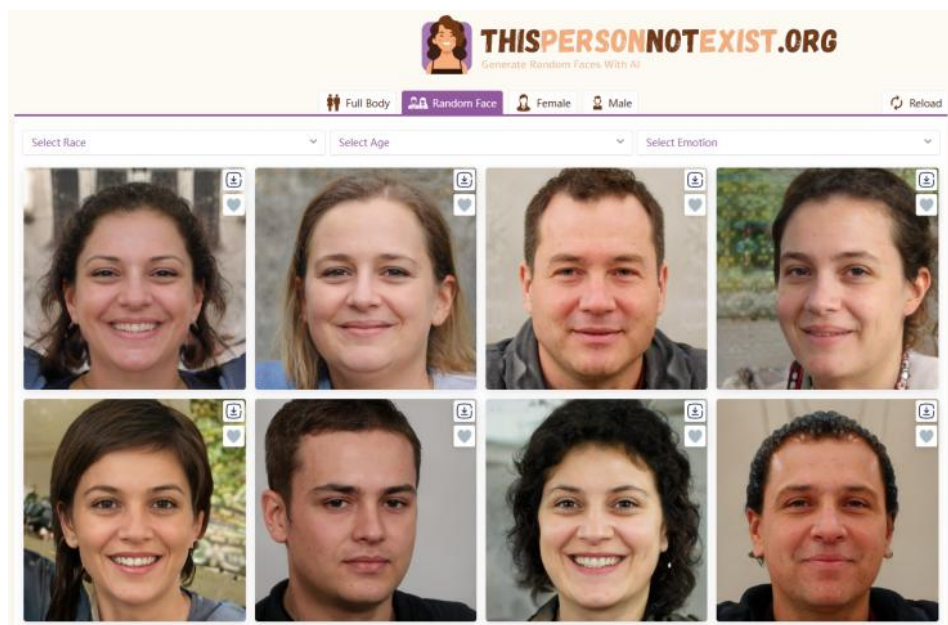 THISPERSONNOTEXIST.ORG
Generate Random Faces With AI
Full Body Random Face Female Male Reload
Select Race Select Age Select Emotion